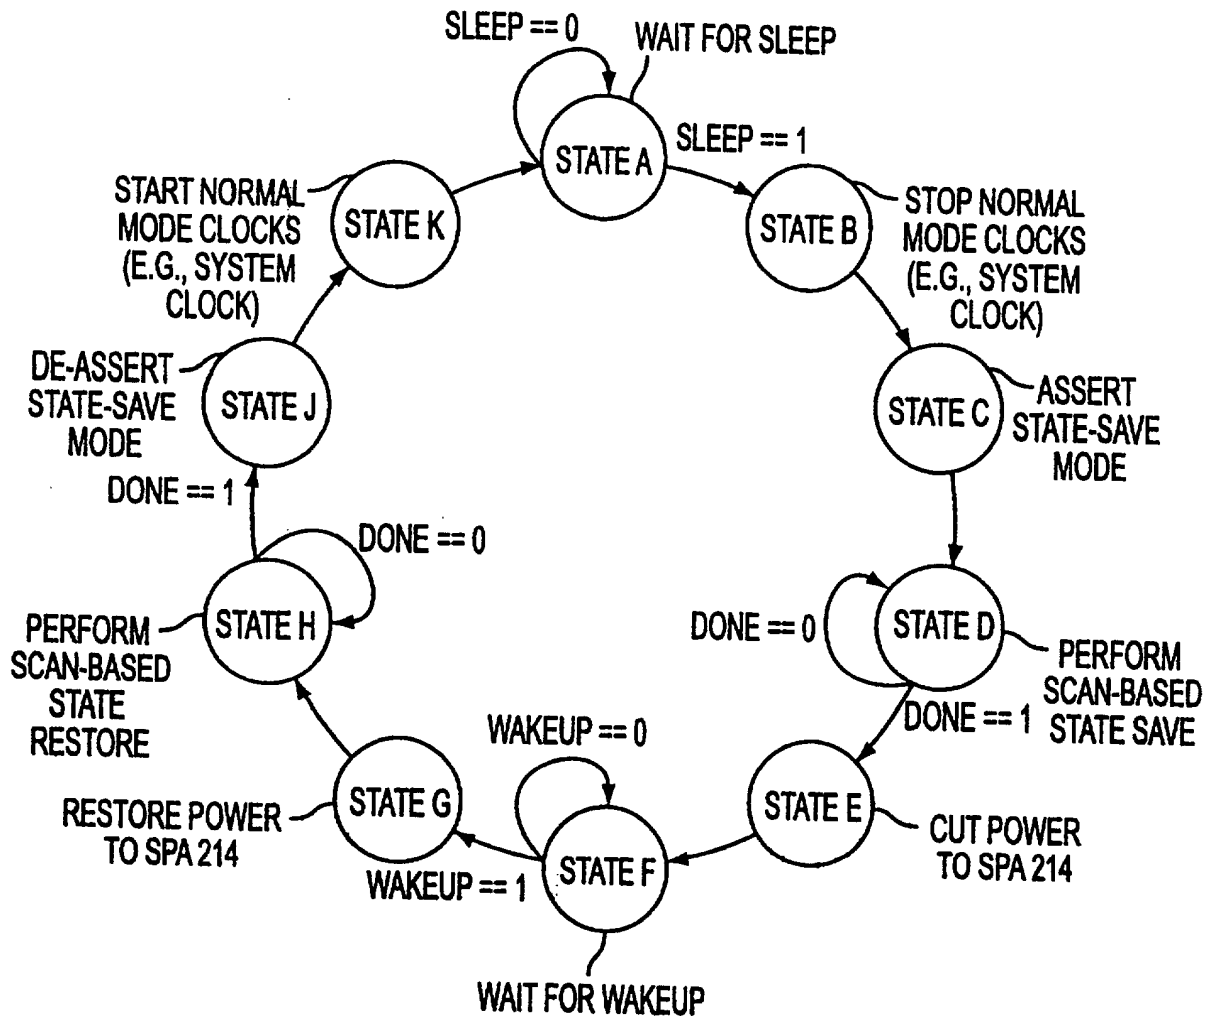 SLEEP == 0
WAIT FOR SLEEP
STATE A
SLEEP == 1
STATE B
STOP NORMAL
MODE CLOCKS
(E.G., SYSTEM
CLOCK)
STATE C
ASSERT
STATE-SAVE
MODE
STATE D
DONE == 0
PERFORM
SCAN-BASED
STATE SAVE
DONE == 1
STATE E
CUT POWER
TO SPA 214
STATE F
WAKEUP == 0
WAIT FOR WAKEUP
WAKEUP == 1
STATE G
RESTORE POWER
TO SPA 214
STATE H
DONE == 0
PERFORM
SCAN-BASED
STATE
RESTORE
DONE == 1
STATE J
DE-ASSERT
STATE-SAVE
MODE
STATE K
START NORMAL
MODE CLOCKS
(E.G., SYSTEM
CLOCK)